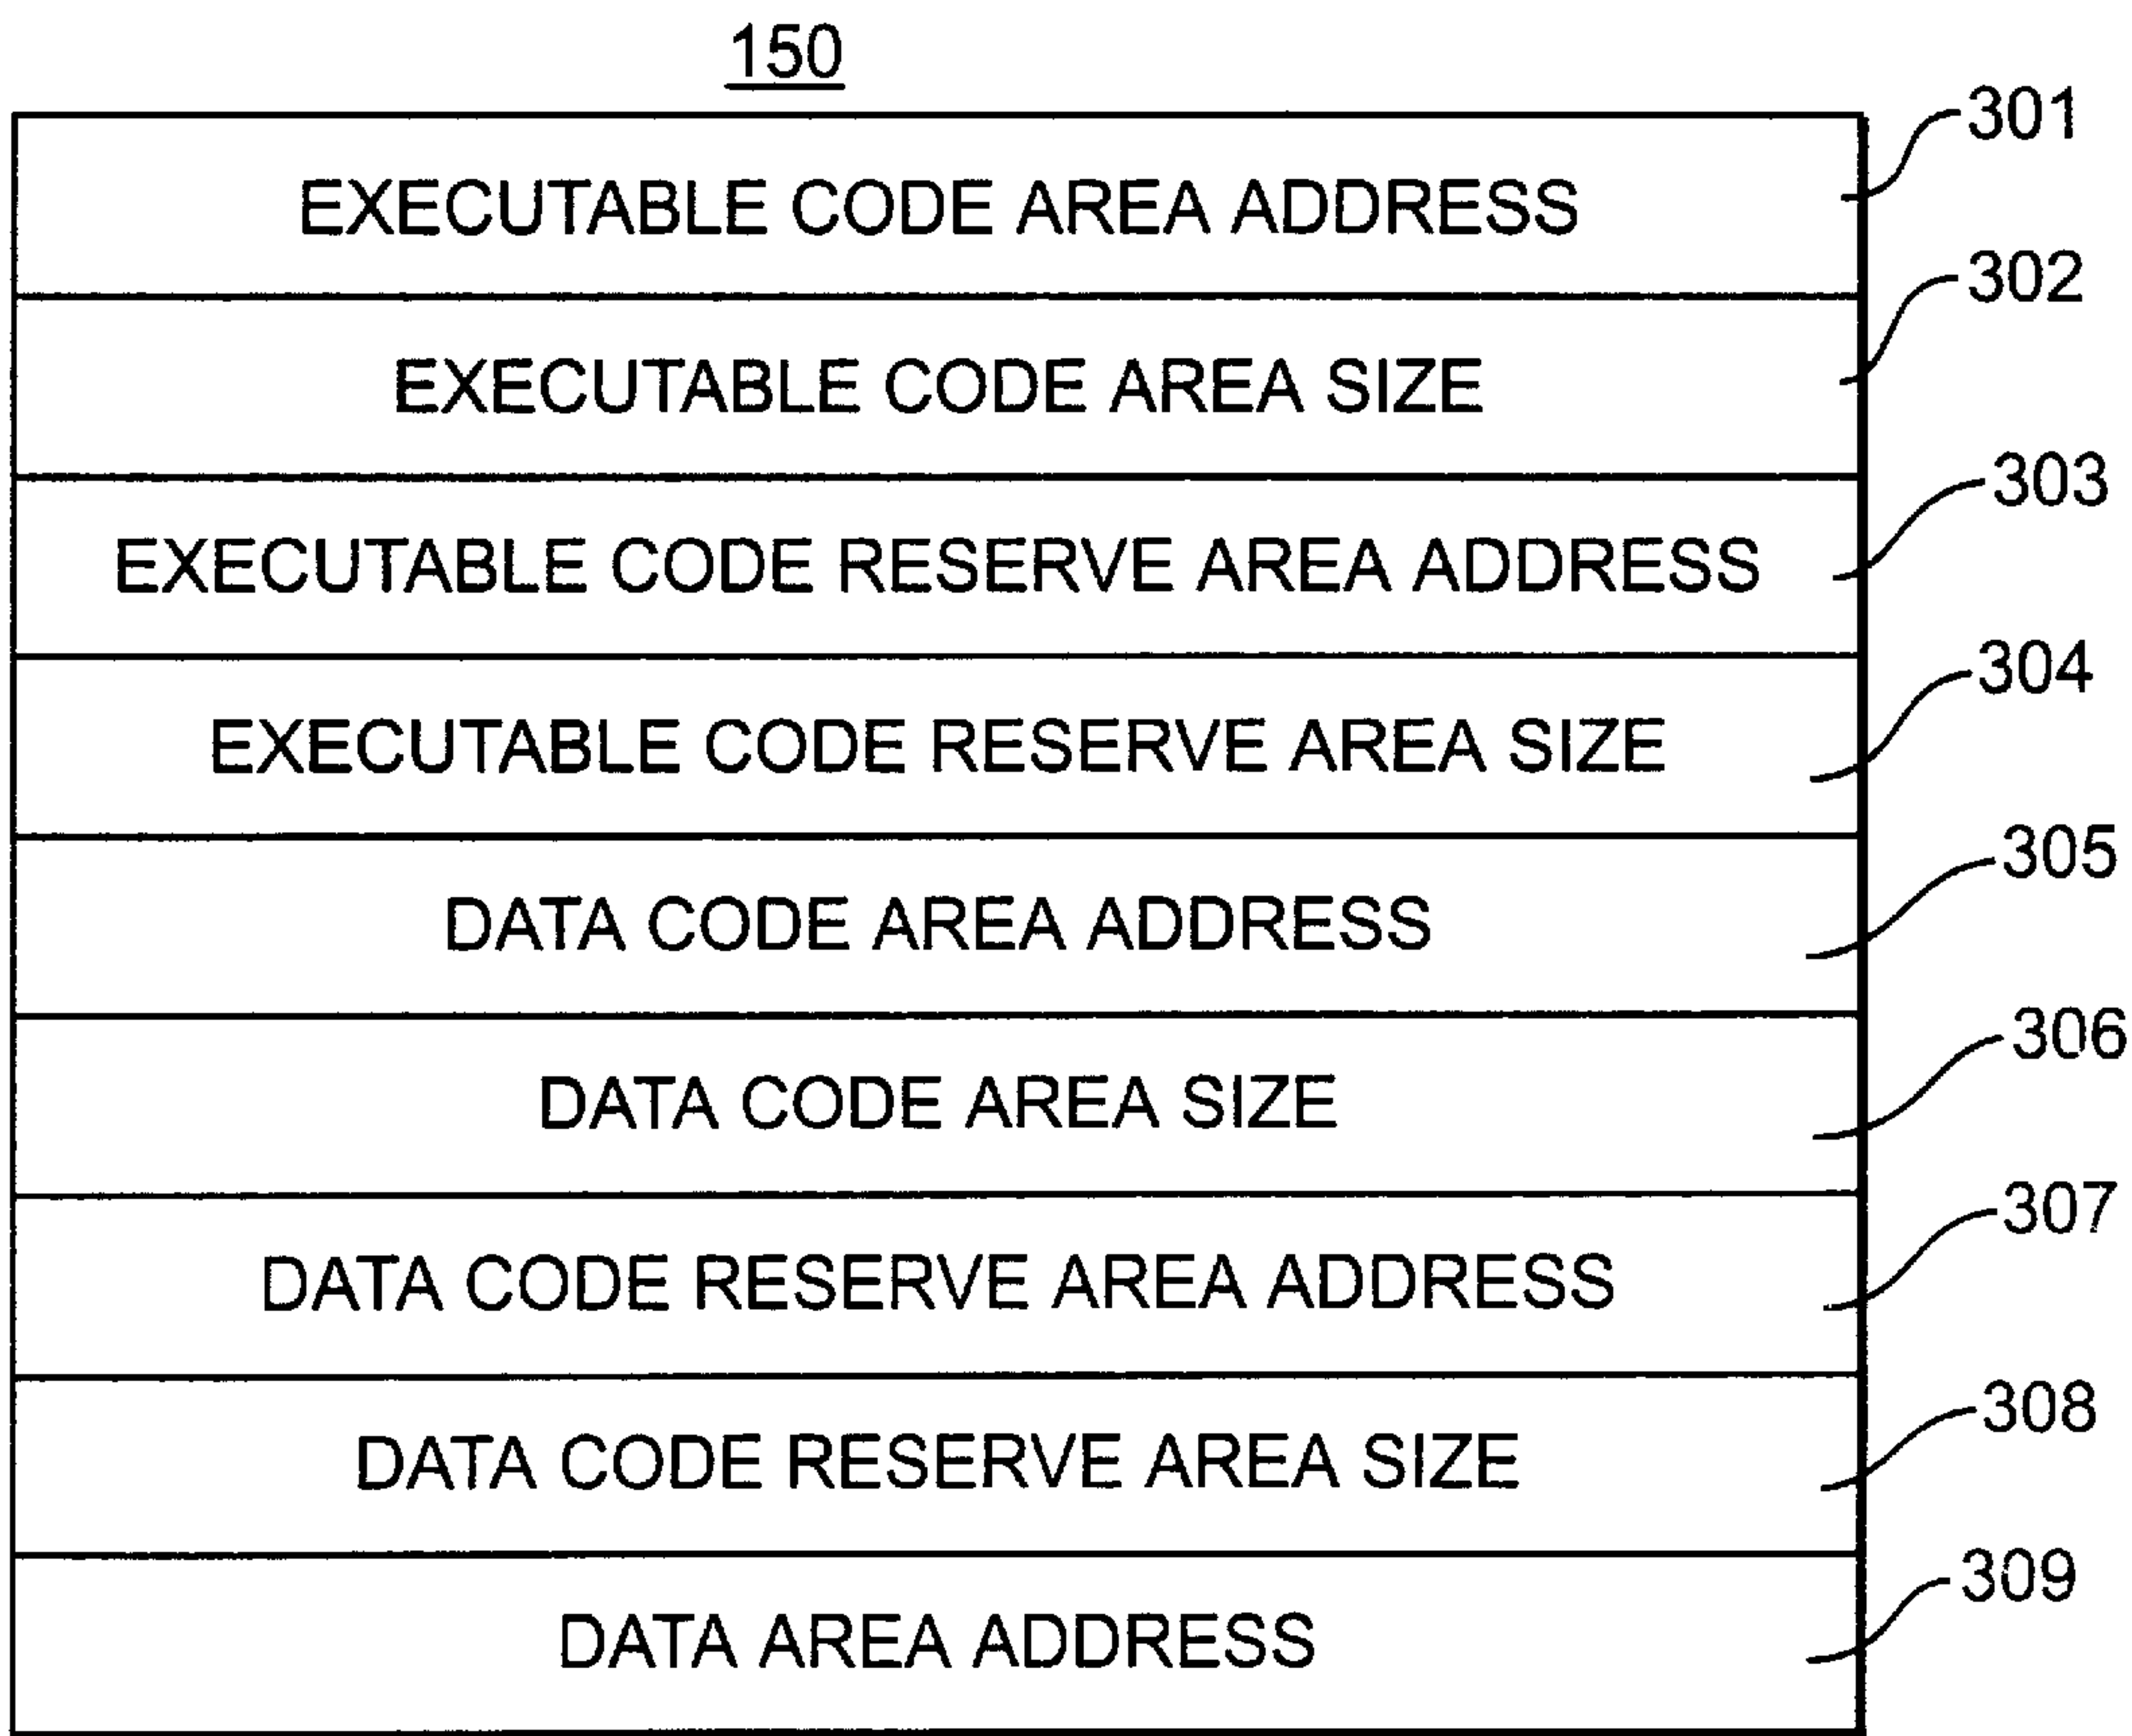 150
EXECUTABLE CODE AREA ADDRESS
301
EXECUTABLE CODE AREA SIZE
302
EXECUTABLE CODE RESERVE AREA ADDRESS
303
EXECUTABLE CODE RESERVE AREA SIZE
304
DATA CODE AREA ADDRESS
305
DATA CODE AREA SIZE
306
DATA CODE RESERVE AREA ADDRESS
307
DATA CODE RESERVE AREA SIZE
308
DATA AREA ADDRESS
309